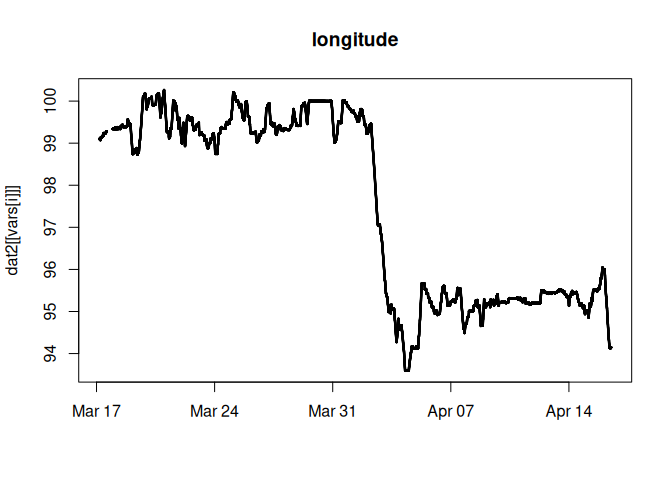 longitude
dat2[[vars[i]]]
100
99
98
97
96
95
94
Mar 17
Mar 24
Mar 31
Apr 07
Apr 14